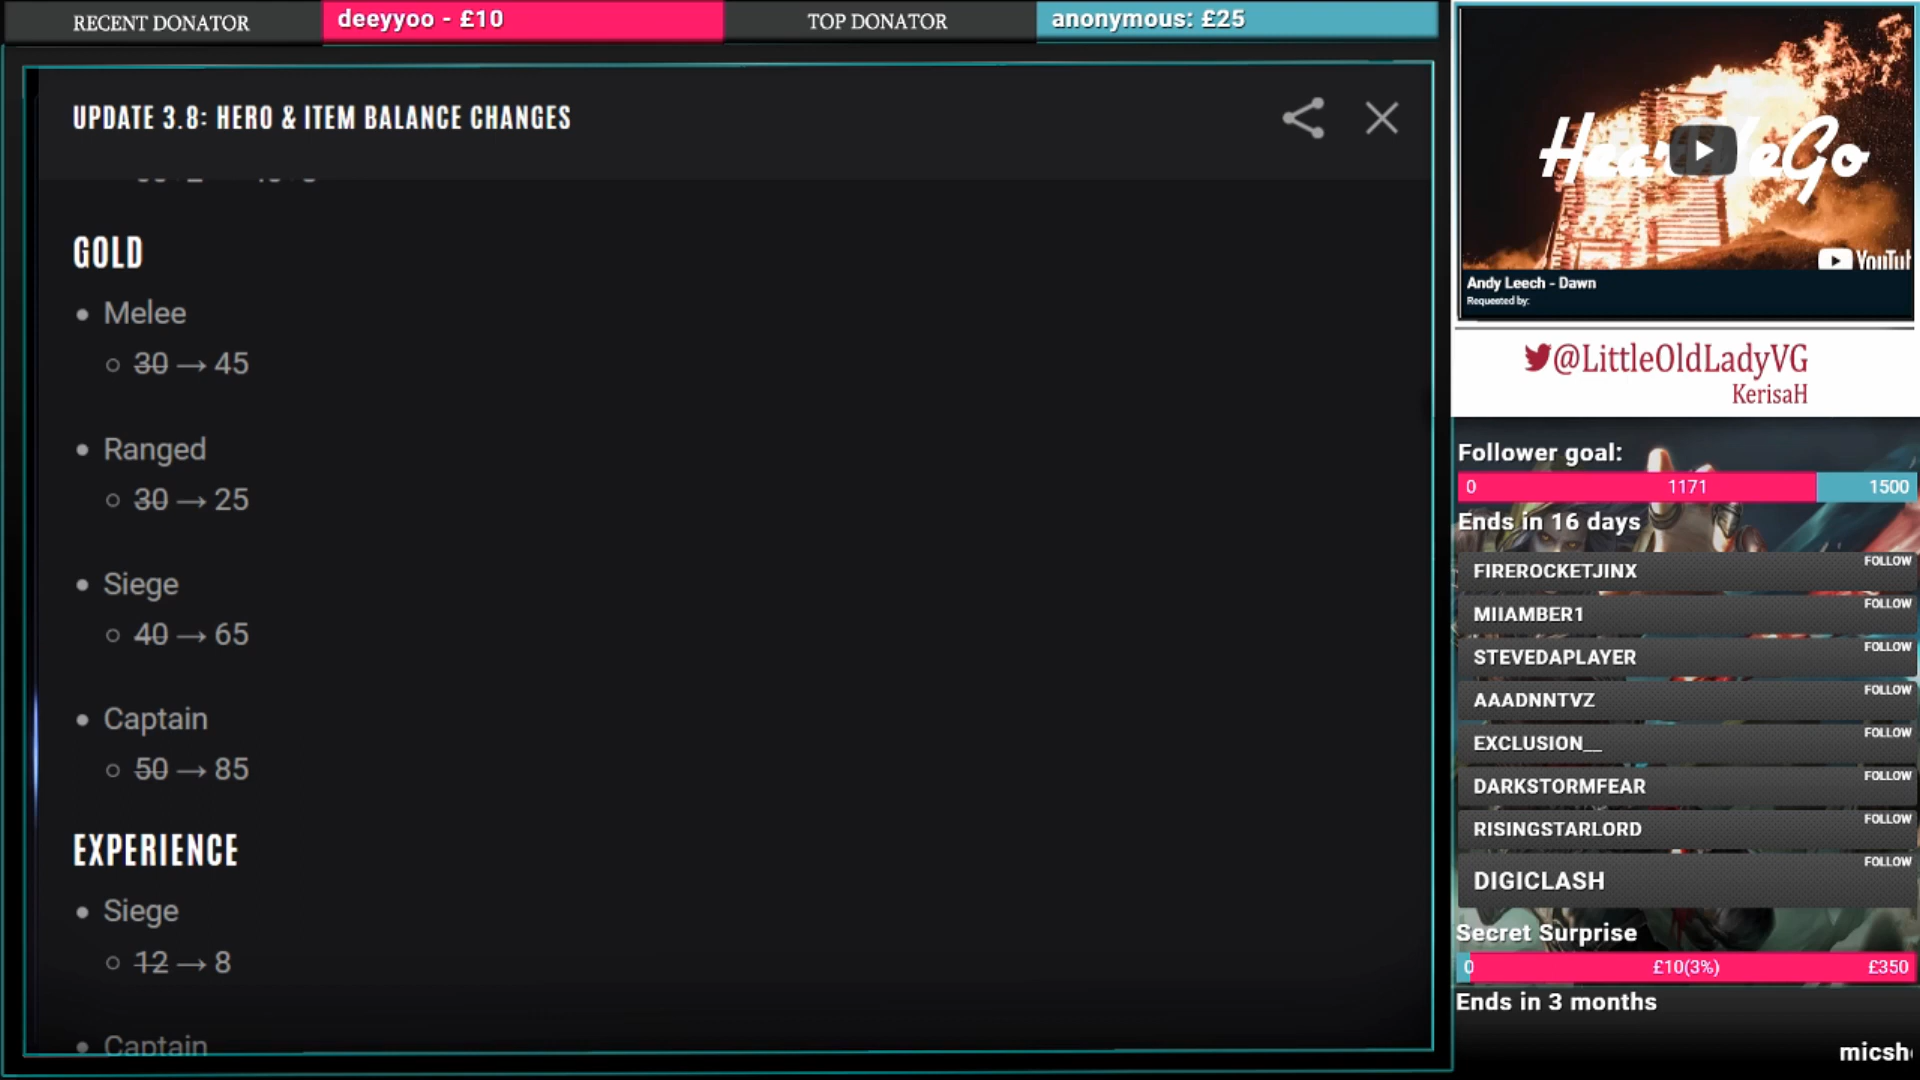 RECENT DONATOR
deeyyoo - £10
TOP DONATOR
anonymous: £25
UPDATE 3.8: HERO & ITEM BALANCE CHANGES
GOLD
Melee
30 → 45
Ranged
30 → 25
Siege
40 → 65
Captain
50 → 85
EXPERIENCE
Siege
12 → 8
Captain
YouTu
Andy Leech - Dawn
Requested by:
@LittleOldLadyVG
KerisaH
Follower goal:
0 1171 1500
Ends in 16 days
FIREROCKETJINX FOLLOW
MIIAMBER1 FOLLOW
STEVEDAPLAYER FOLLOW
AAADNNTVZ FOLLOW
EXCLUSION__ FOLLOW
DARKSTORMFEAR FOLLOW
RISINGSTARLORD FOLLOW
DIGICLASH FOLLOW
Secret Surprise
0 £10(3%) £350
Ends in 3 months
micsh